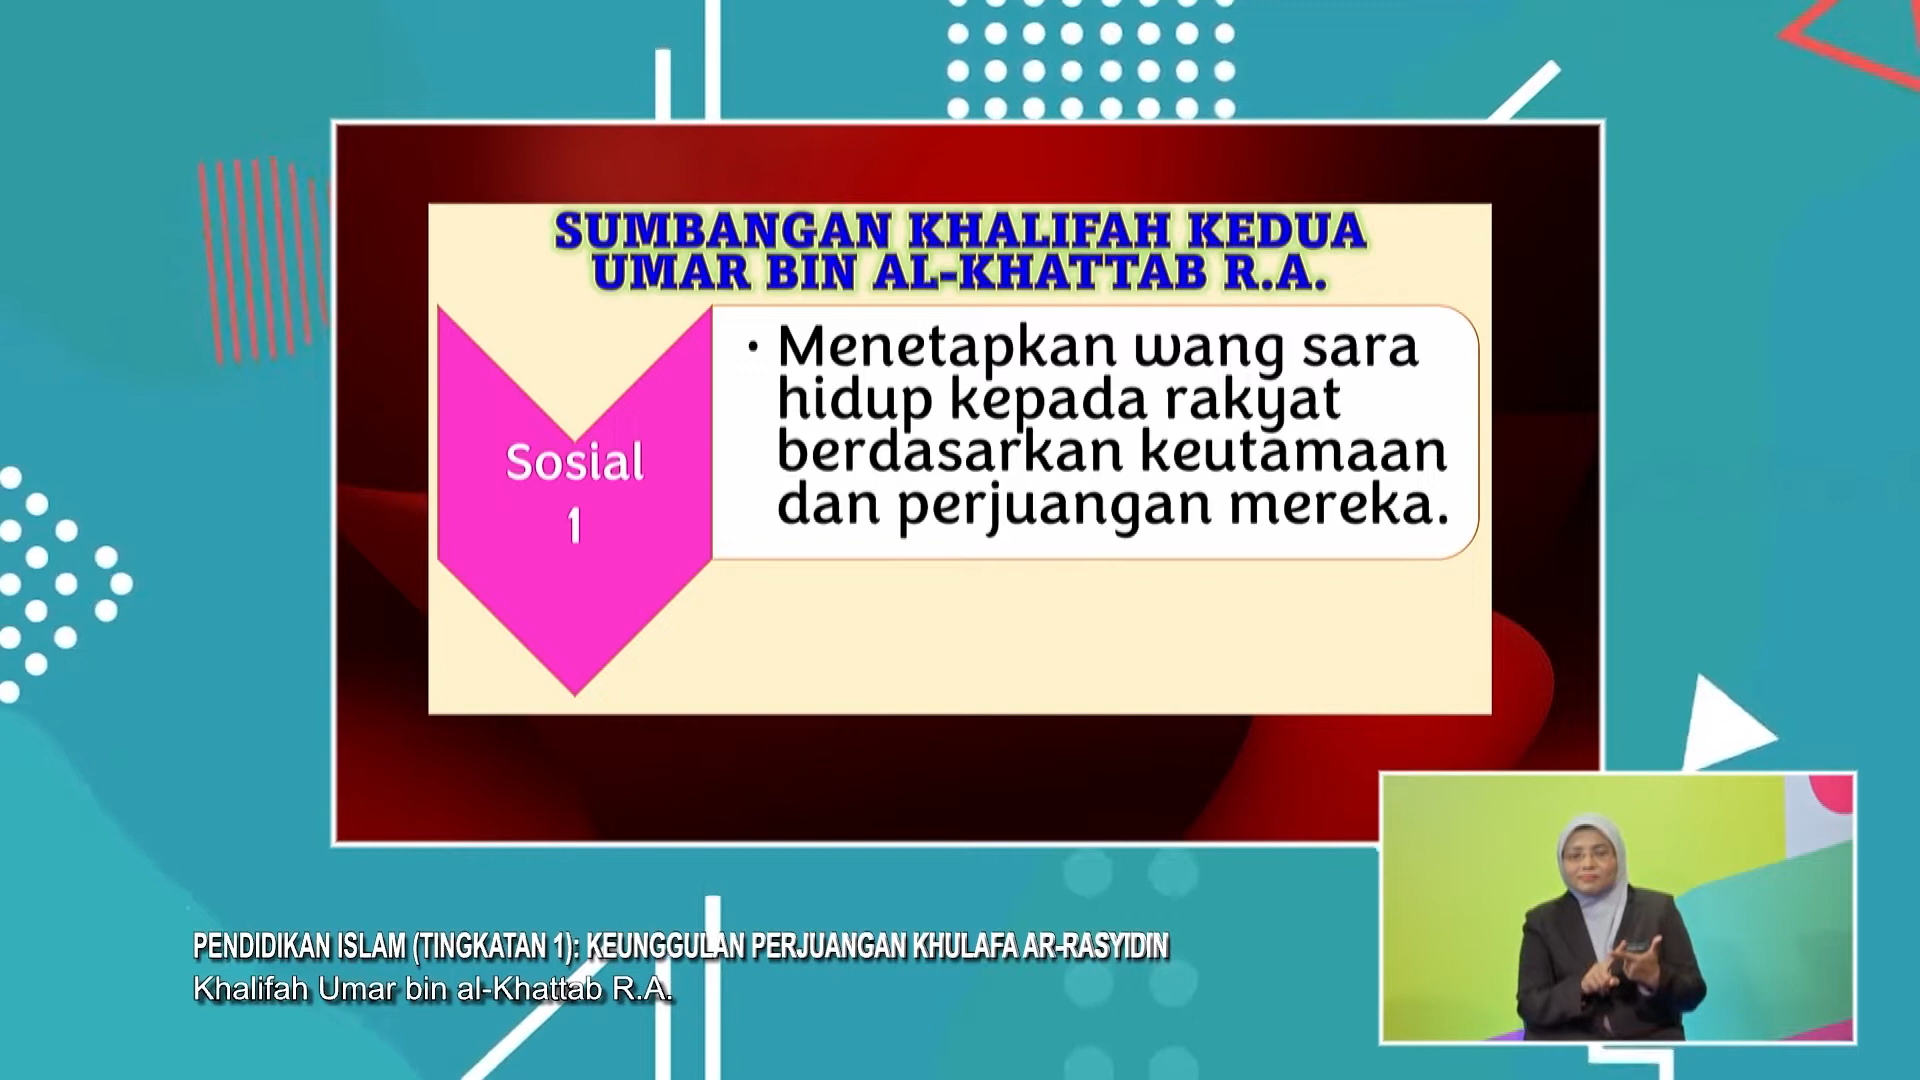 SUMBANGAN KHALIFAH KEDUA
UMAR BIN AL-KHATTAB R.A.
Sosial
1
• Menetapkan wang sara
hidup kepada rakyat
berdasarkan keutamaan
dan perjuangan mereka.
PENDIDIKAN ISLAM (TINGKATAN 1): KEUNGGULAN PERJUANGAN KHULAFA AR-RASYIDIN
Khalifah Umar bin al-Khattab R.A.